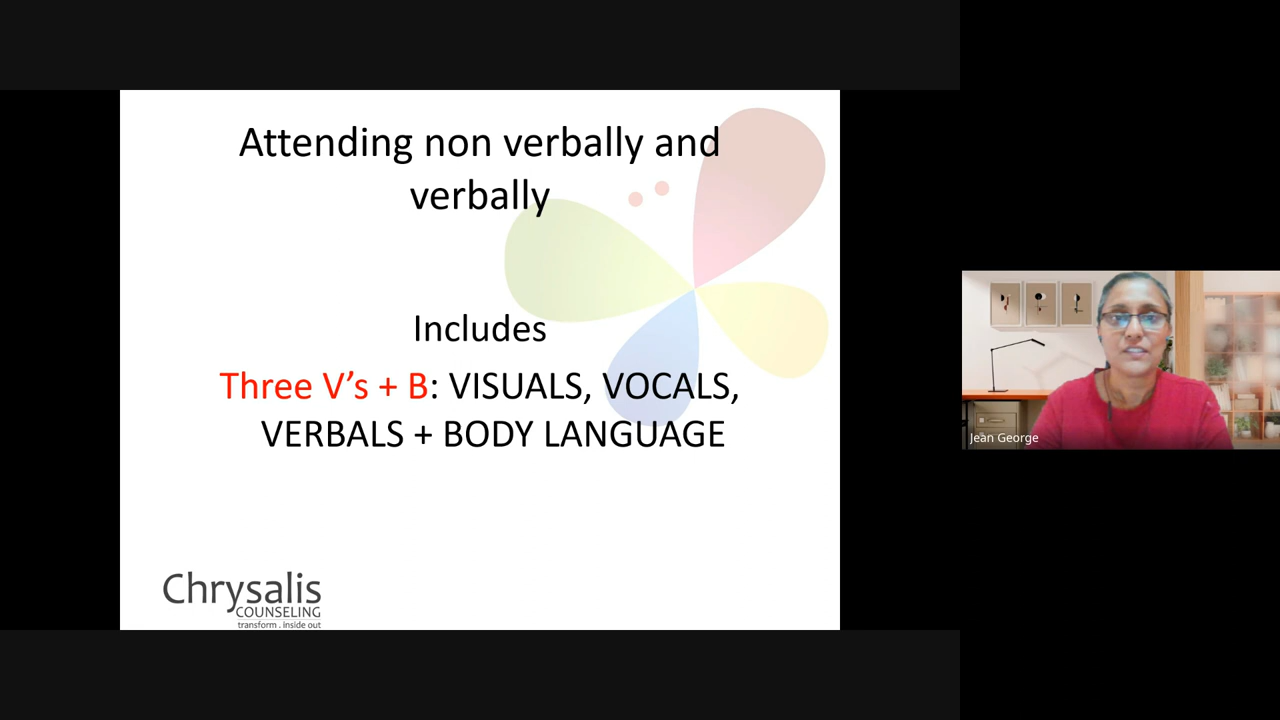 Attending non verbally and
verbally
Includes
Three V’s + B: VISUALS, VOCALS,
VERBALS + BODY LANGUAGE
Chrysalis
COUNSELING
transform . inside out
Jean George